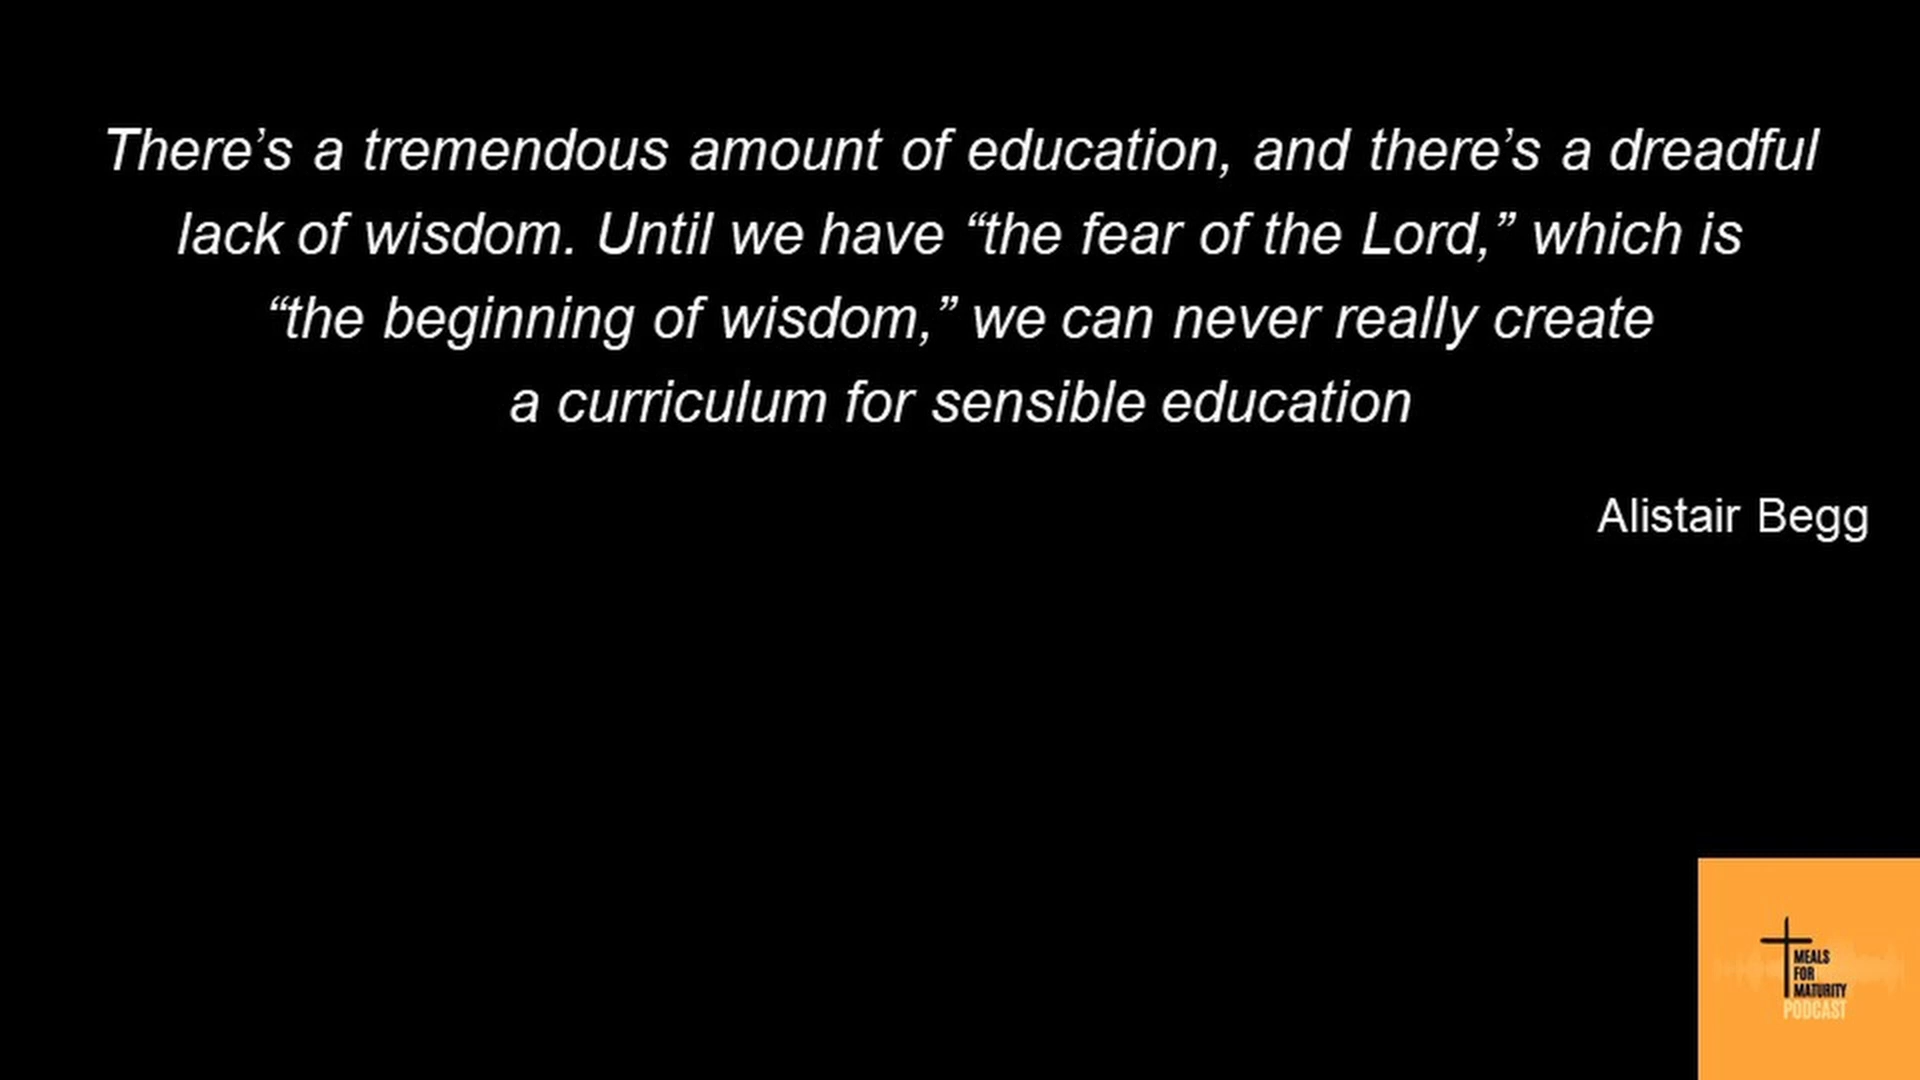 There’s a tremendous amount of education, and there’s a dreadful
lack of wisdom. Until we have “the fear of the Lord,” which is
“the beginning of wisdom,” we can never really create
a curriculum for sensible education
Alistair Begg
MEALS
FOR
MATURITY
PODCAST